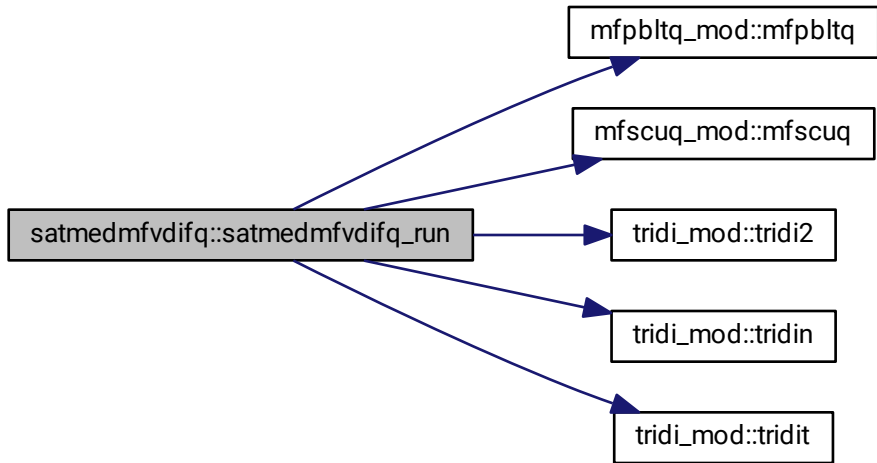 mfpbltq_mod::mfpbltq
mfscuq_mod::mfscuq
satmedmfvdifq::satmedmfvdifq_run
tridi_mod::tridi2
tridi_mod::tridin
tridi_mod::tridit